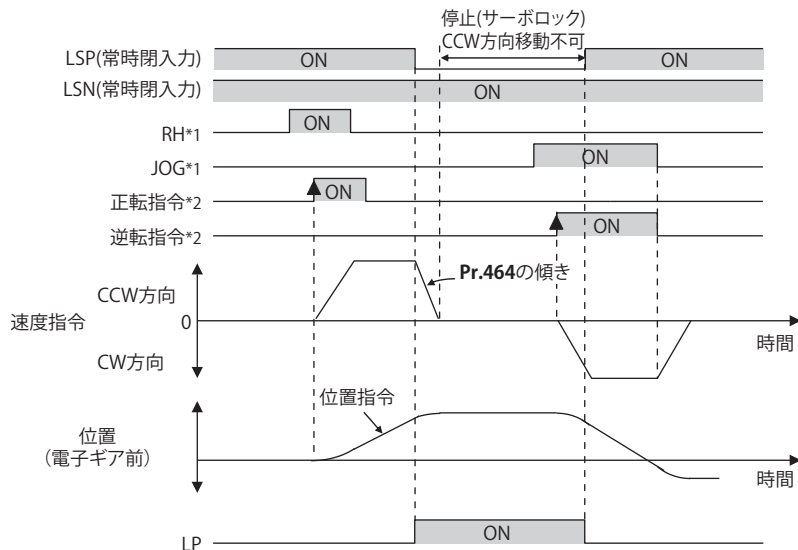 停止(サーボロック)
CCW方向移動不可
LSP(常時閉入力)
ON
ON
LSN(常時閉入力)
ON
RH*1
ON
JOG*1
ON
正転指令*2
ON
逆転指令*2
ON
Pr.464の傾き
CCW方向
速度指令
0
時間
CW方向
位置指令
位置
(電子ギア前)
時間
LP
ON